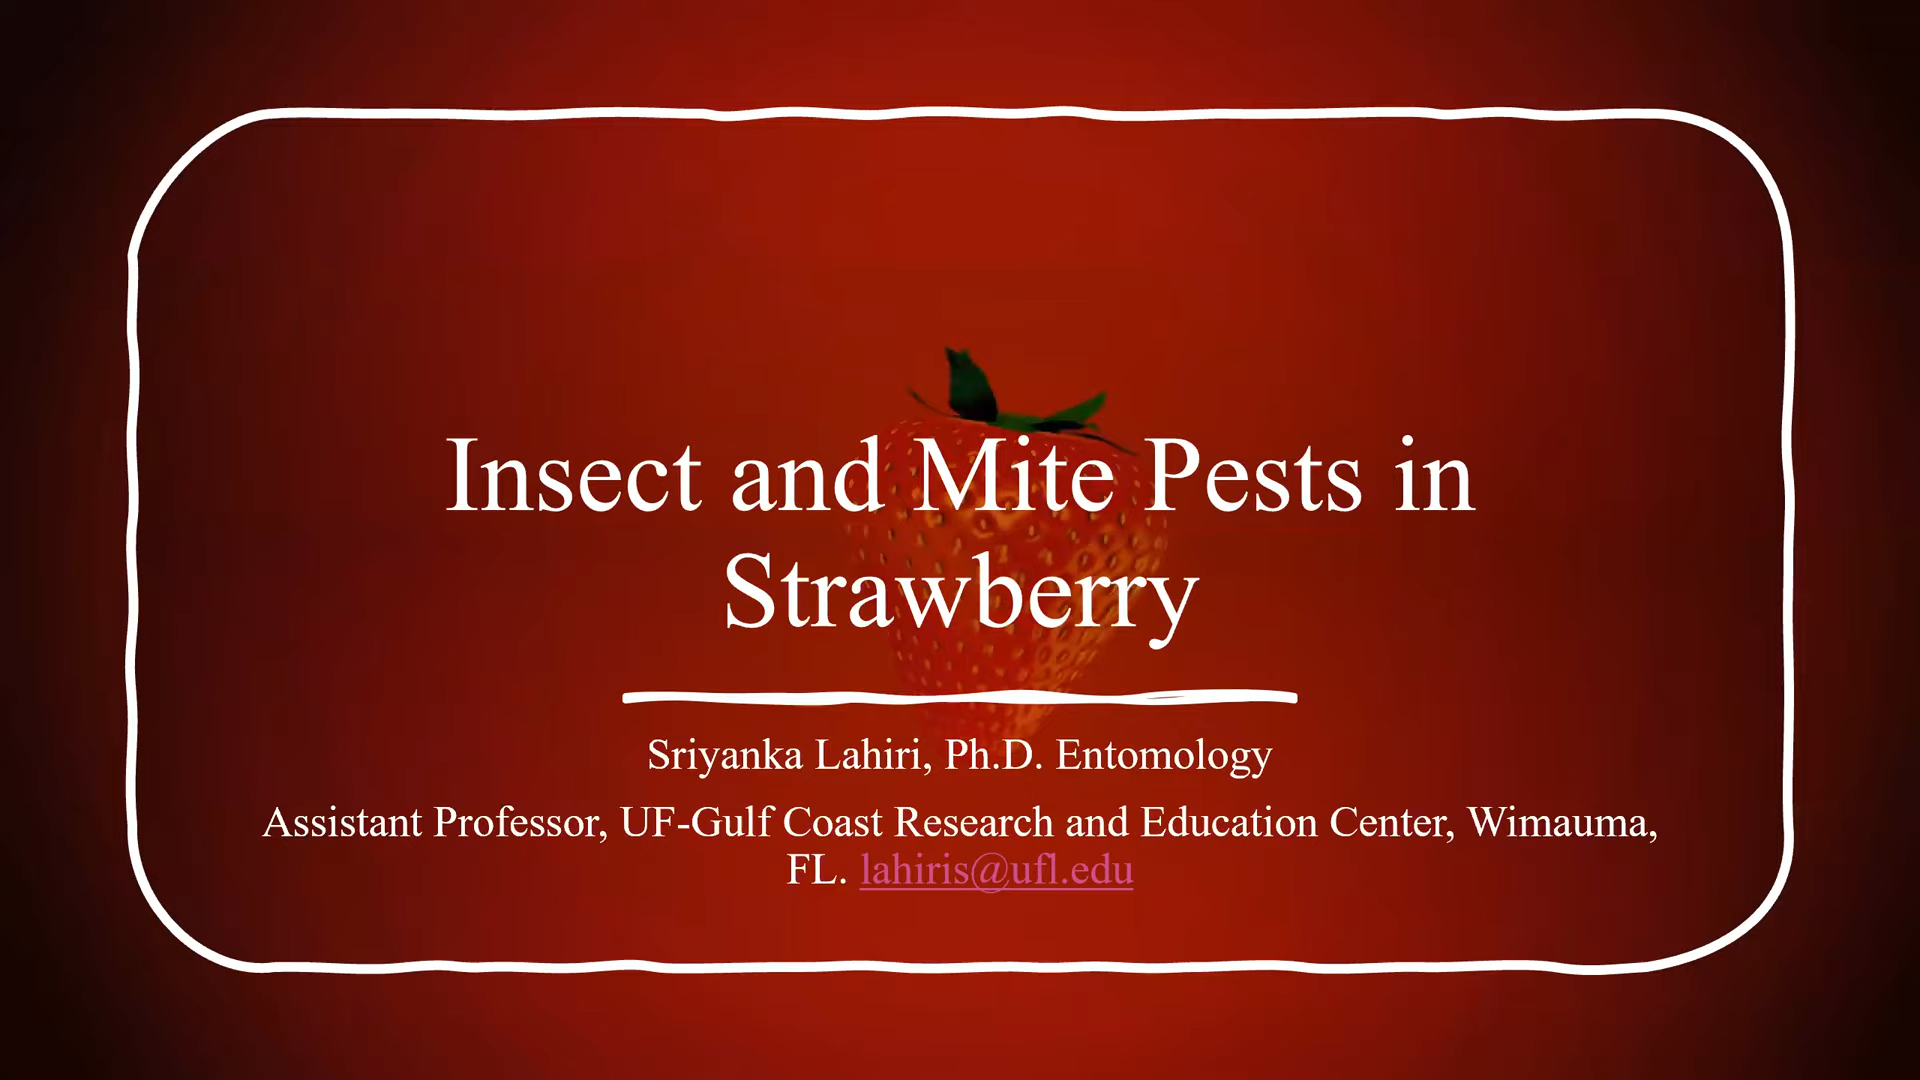 Insect and Mite Pests in
Strawberry
Sriyanka Lahiri, Ph.D. Entomology
Assistant Professor, UF-Gulf Coast Research and Education Center, Wimauma,
FL. lahiris@ufl.edu